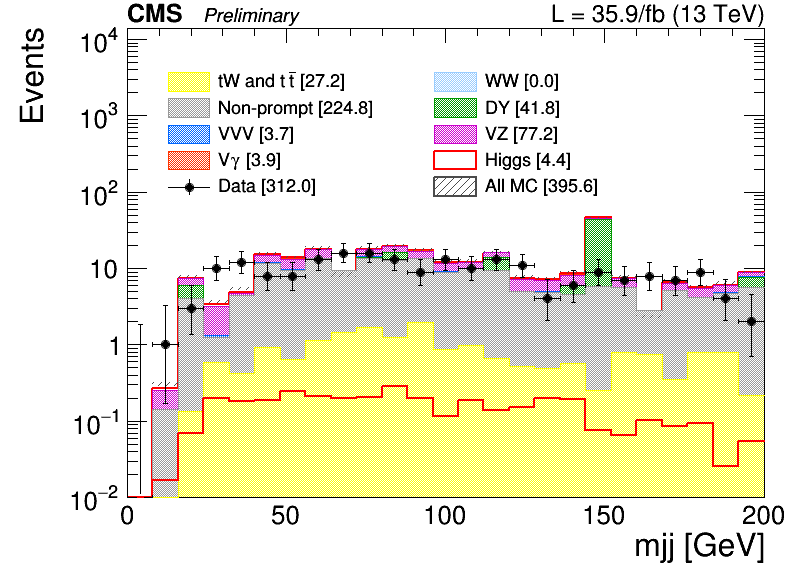 CMS Preliminary L = 35.9/fb (13 TeV)
Events
10⁴
10³
10²
10
1
10⁻¹
10⁻²
tW and t t̄ [27.2]
Non-prompt [224.8]
VVV [3.7]
Vγ [3.9]
Data [312.0]
WW [0.0]
DY [41.8]
VZ [77.2]
Higgs [4.4]
All MC [395.6]
0 50 100 150 200
mjj [GeV]